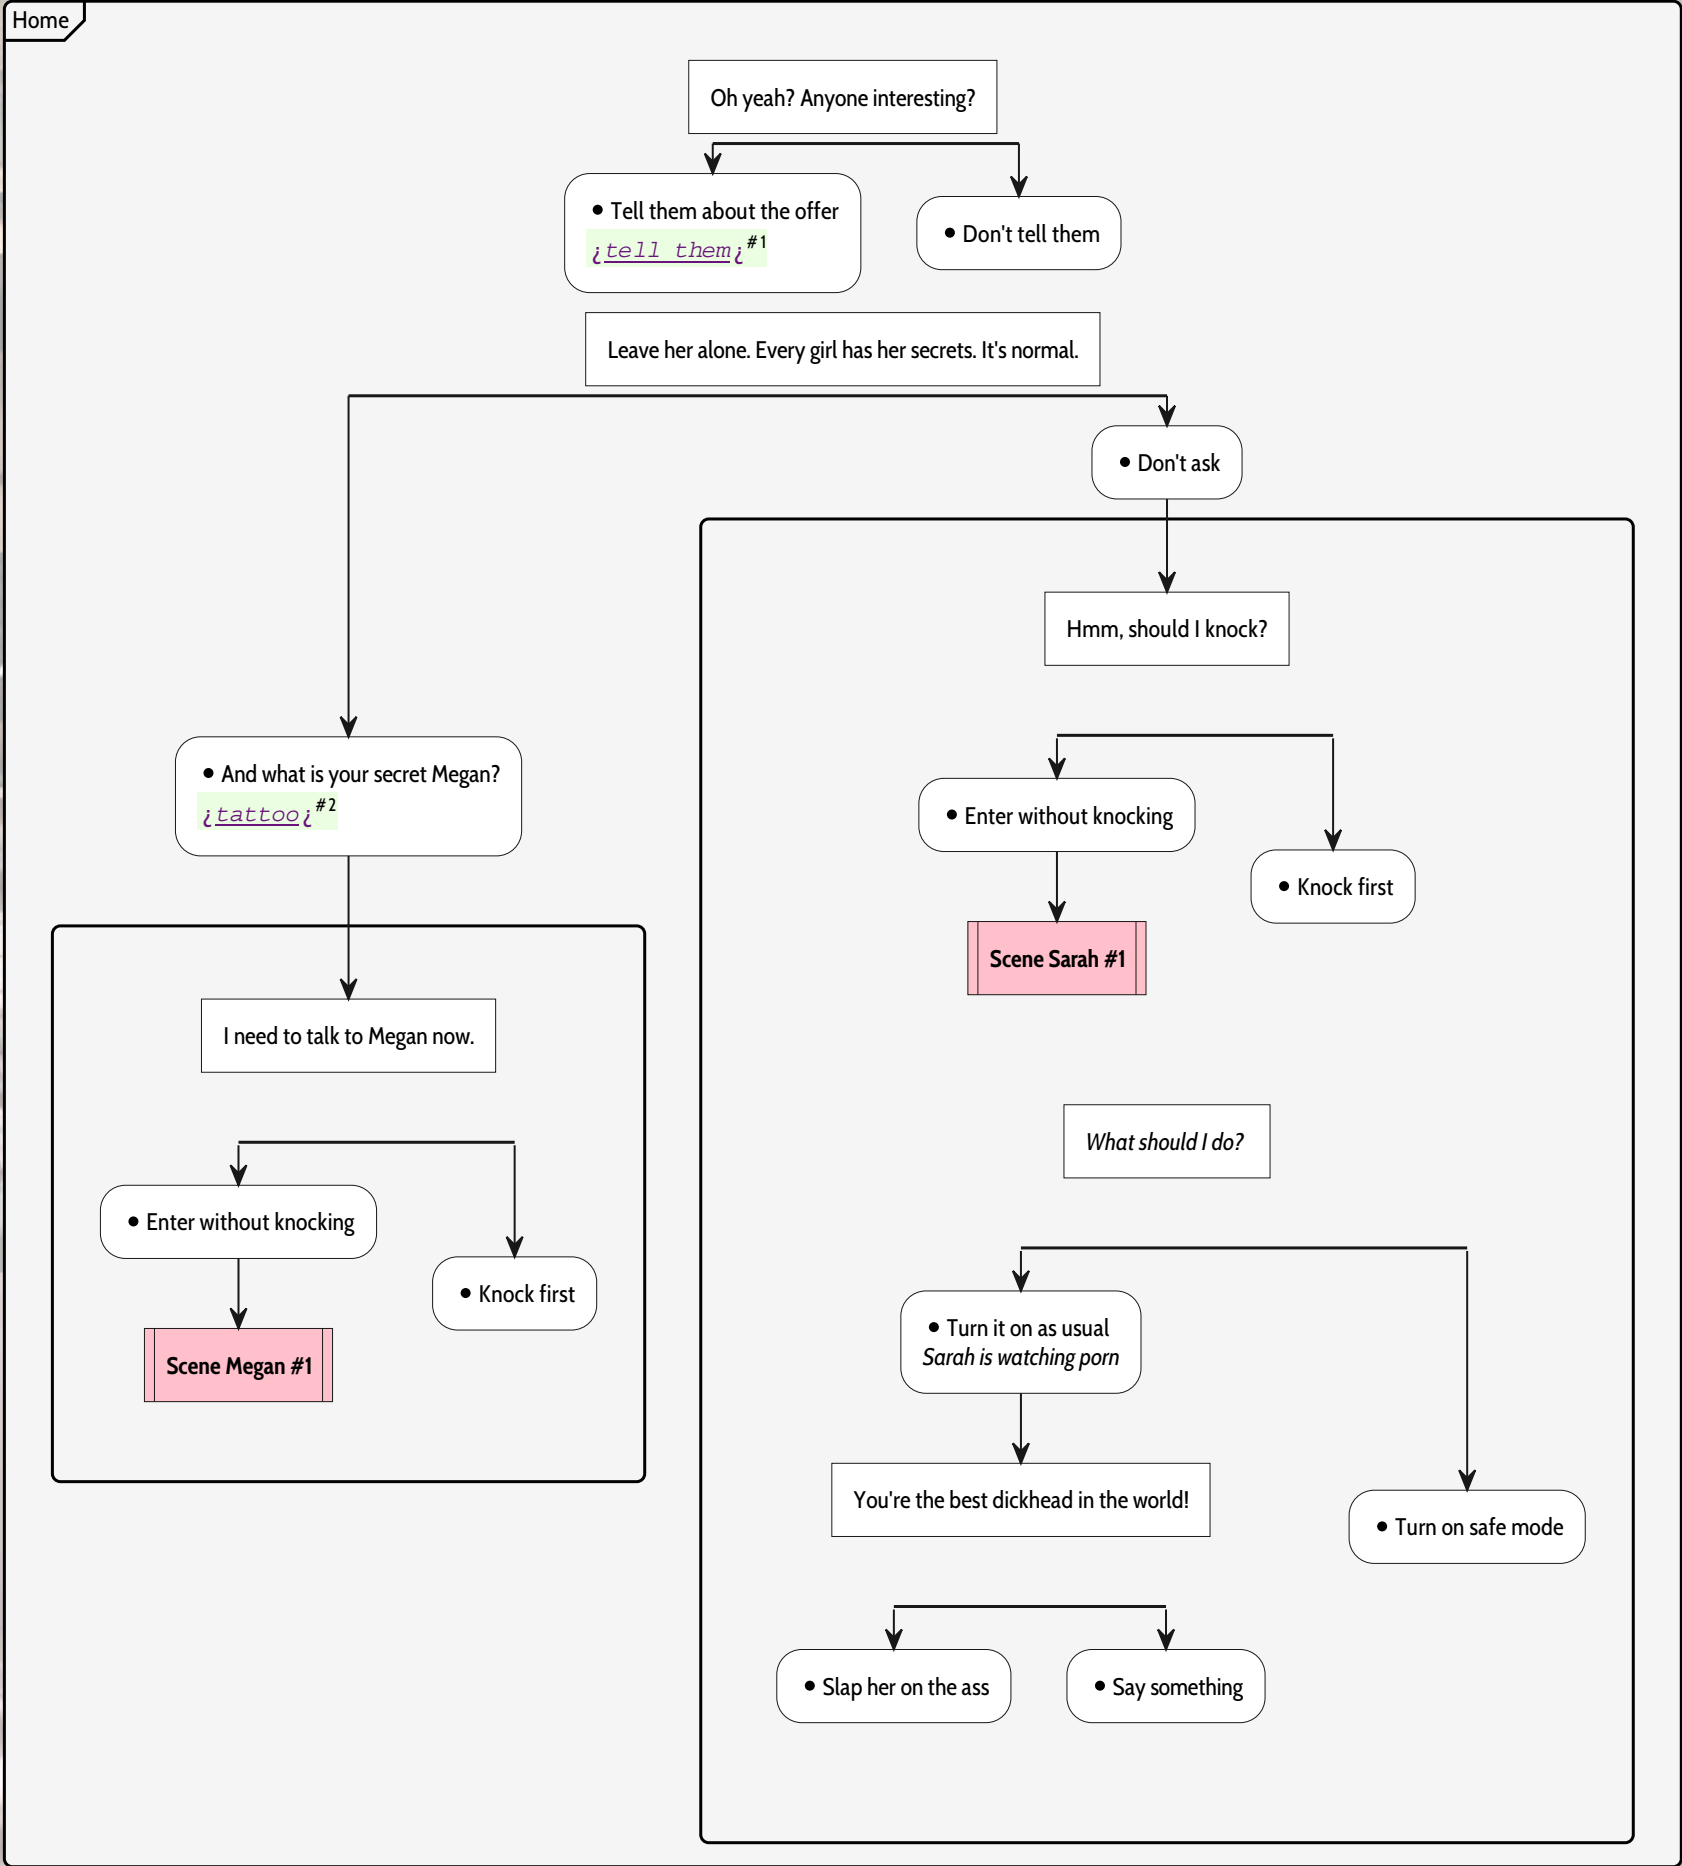 Home
Oh yeah? Anyone interesting?
• Tell them about the offer
¿tell them¿#1
• Don't tell them
Leave her alone. Every girl has her secrets. It's normal.
• Don't ask
Hmm, should I knock?
• And what is your secret Megan?
¿tattoo¿#2
• Enter without knocking
• Knock first
Scene Sarah #1
I need to talk to Megan now.
What should I do?
• Enter without knocking
• Knock first
Scene Megan #1
• Turn it on as usual
Sarah is watching porn
You're the best dickhead in the world!
• Turn on safe mode
• Slap her on the ass
• Say something